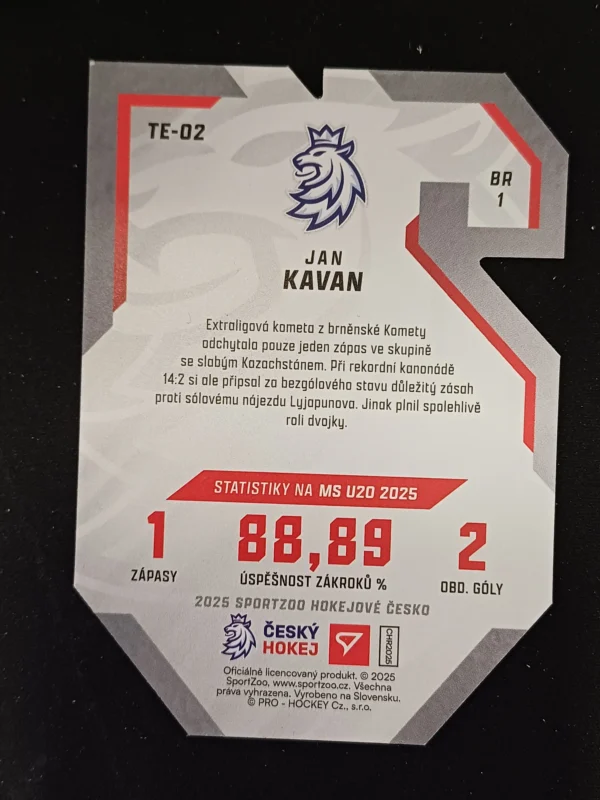 TE-02
BR
1
JAN
KAVAN
Extraligová kometa z brněnské Komety
odchytala pouze jeden zápas ve skupině
se slabým Kazachstánem. Při rekordní kanonádě
14:2 si ale připsal za bezgólového stavu důležitý zásah
proti sólovému nájezdu Lyjapunova. Jinak plnil spolehlivě
roli dvojky.
STATISTIKY NA MS U20 2025
1 88,89 2
ZÁPASY ÚSPĚŠNOST ZÁKROKŮ % OBD. GÓLY
2025 SPORTZOO HOKEJOVÉ ČESKO
ČESKÝ
HOKEJ
CHR2025
Oficiálně licencovaný produkt. © 2025
SportZoo, www.sportzoo.cz. Všechna
práva vyhrazena. Vyrobeno na Slovensku.
© PRO - HOCKEY Cz., s.r.o.